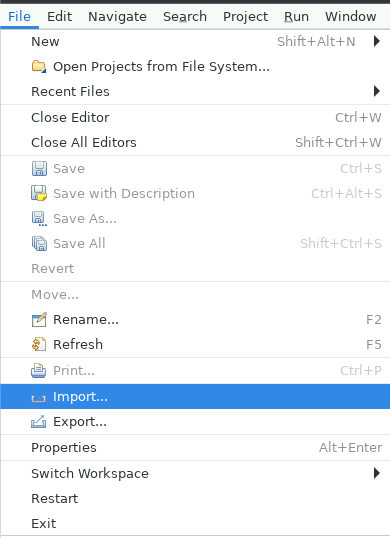 File Edit Navigate Search Project Run Window
New Shift+Alt+N
Open Projects from File System...
Recent Files
Close Editor Ctrl+W
Close All Editors Shift+Ctrl+W
Save Ctrl+S
Save with Description Ctrl+Alt+S
Save As...
Save All Shift+Ctrl+S
Revert
Move...
Rename... F2
Refresh F5
Print... Ctrl+P
Import...
Export...
Properties Alt+Enter
Switch Workspace
Restart
Exit